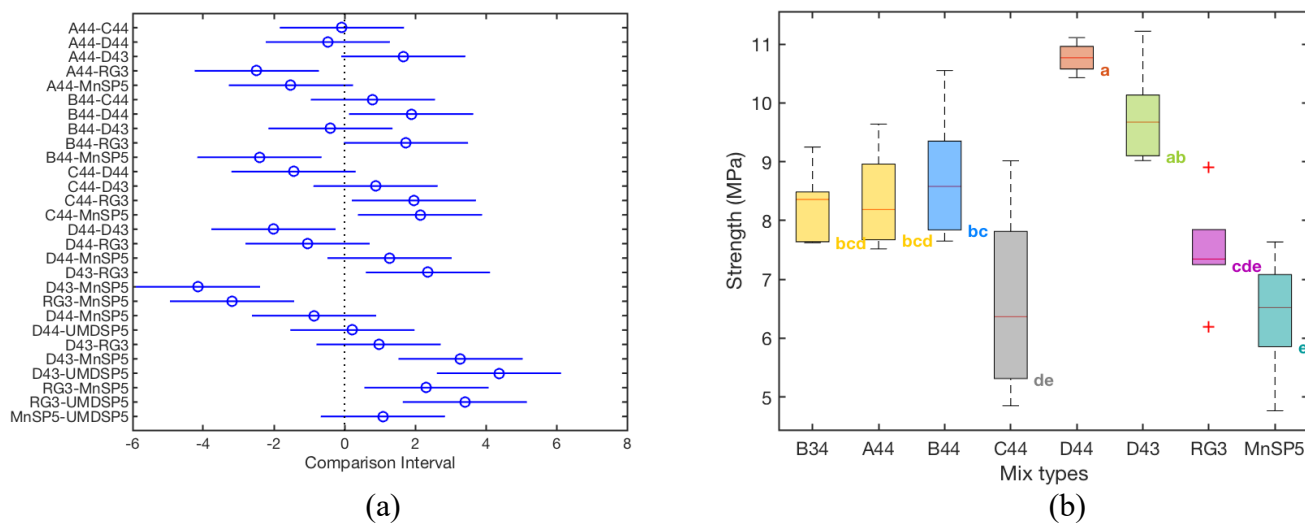 A44-C44
A44-D44
A44-D43
A44-RG3
A44-MnSP5
B44-C44
B44-D44
B44-D43
B44-RG3
B44-MnSP5
C44-D44
C44-D43
C44-RG3
C44-MnSP5
D44-D43
D44-RG3
D44-MnSP5
D43-RG3
D43-MnSP5
RG3-MnSP5
D44-MnSP5
D44-UMDSP5
D43-RG3
D43-MnSP5
D43-UMDSP5
RG3-MnSP5
RG3-UMDSP5
MnSP5-UMDSP5
-6 -4 -2 0 2 4 6 8
Comparison Interval
(a)
Strength (MPa)
11
10
9
8
7
6
5
bcd
bcd
bc
de
a
ab
cde
e
B34 A44 B44 C44 D44 D43 RG3 MnSP5
Mix types
(b)